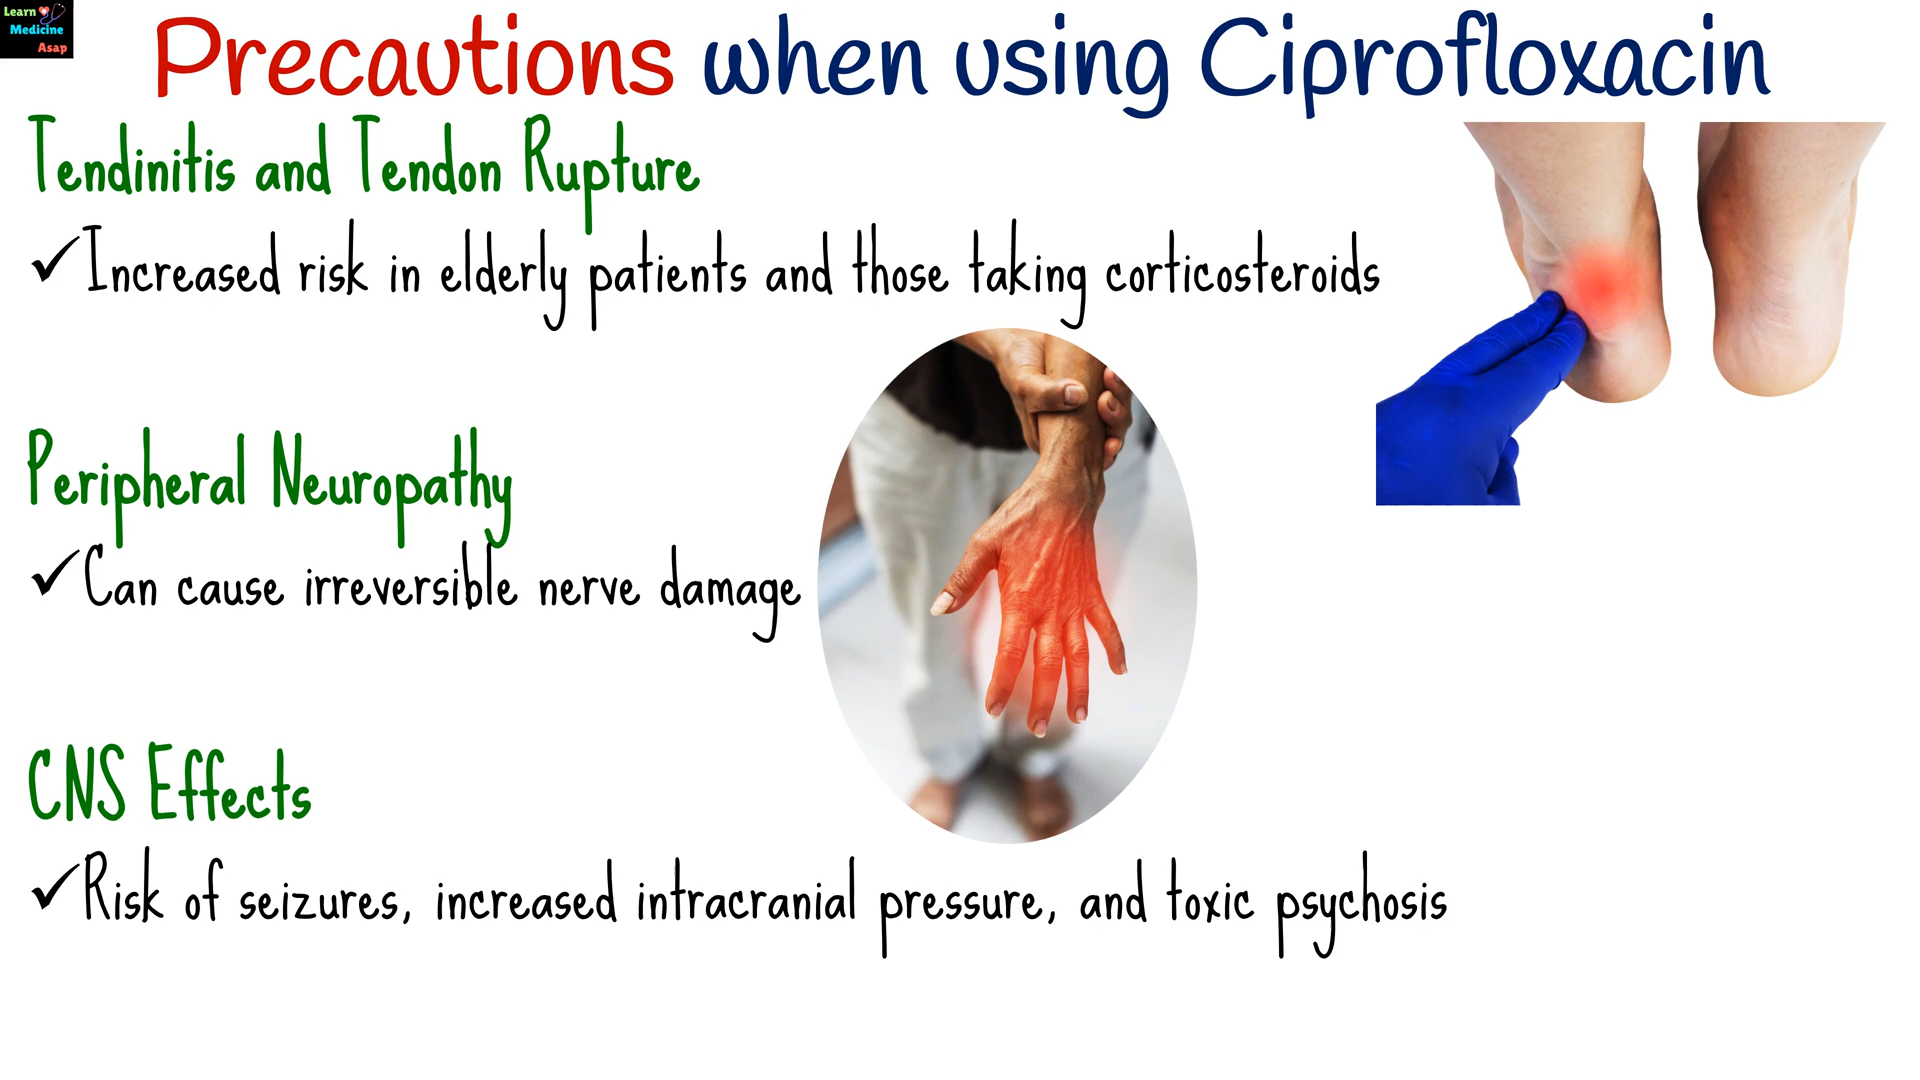 Learn
Medicine
Asap
Precautions when using Ciprofloxacin
Tendinitis and Tendon Rupture
✓Increased risk in elderly patients and those taking corticosteroids
Peripheral Neuropathy
✓Can cause irreversible nerve damage
CNS Effects
✓Risk of seizures, increased intracranial pressure, and toxic psychosis